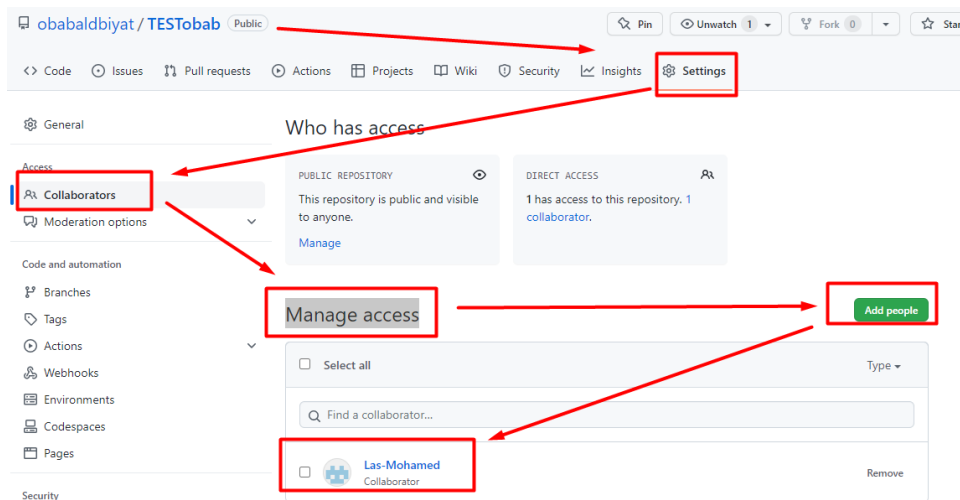 obabaldbiyat / TESTobab Public Pin Unwatch 1 Fork 0
Code Issues Pull requests Actions Projects Wiki Security Insights Settings
General
Access
Collaborators
Moderation options
Code and automation
Branches
Tags
Actions
Webhooks
Environments
Codespaces
Pages
Security
Who has access
PUBLIC REPOSITORY
This repository is public and visible
to anyone.
Manage
DIRECT ACCESS
1 has access to this repository. 1
collaborator.
Manage access
Add people
Select all Type
Find a collaborator...
Las-Mohamed
Collaborator
Remove